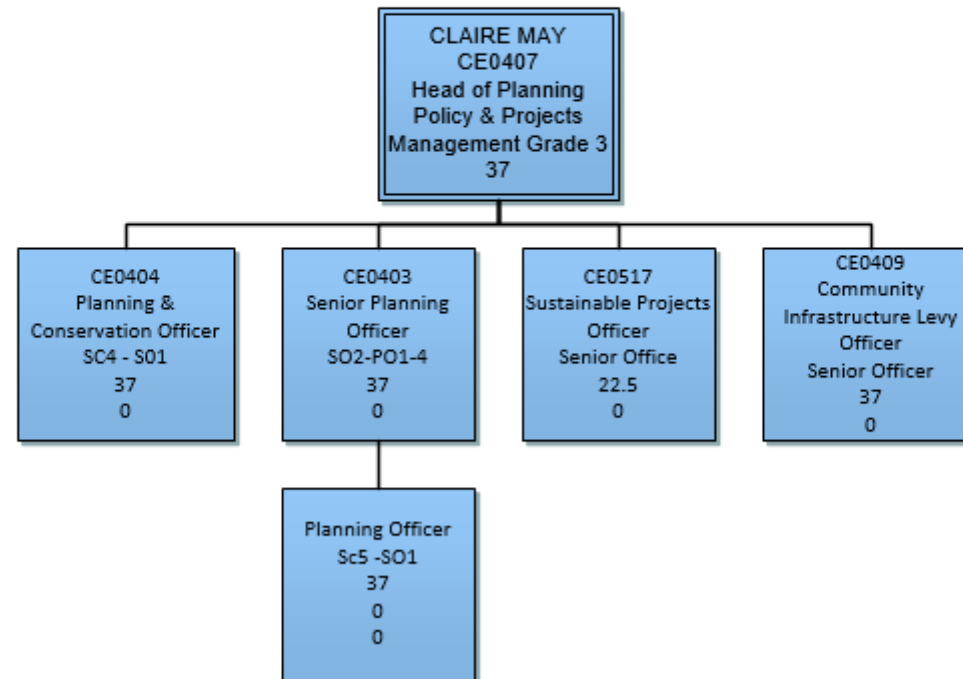 CLAIRE MAY
CE0407
Head of Planning
Policy & Projects
Management Grade 3
37
CE0404
Planning &
Conservation Officer
SC4 - S01
37
0
CE0403
Senior Planning
Officer
SO2-PO1-4
37
0
CE0517
Sustainable Projects
Officer
Senior Office
22.5
0
CE0409
Community
Infrastructure Levy
Officer
Senior Officer
37
0
Planning Officer
Sc5 -SO1
37
0
0